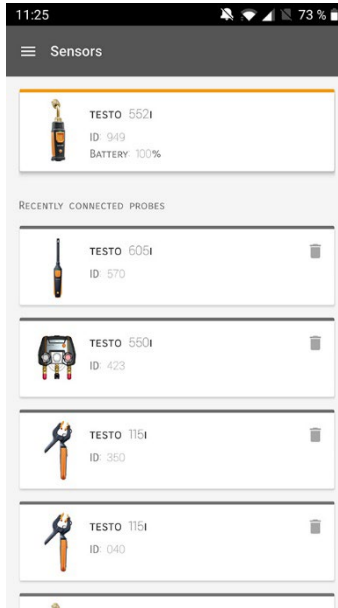 11:25 73 %
Sensors
TESTO 552I
ID: 949
BATTERY: 100%
RECENTLY CONNECTED PROBES
TESTO 605I
ID: 570
TESTO 550I
ID: 423
TESTO 115I
ID: 350
TESTO 115I
ID: 040